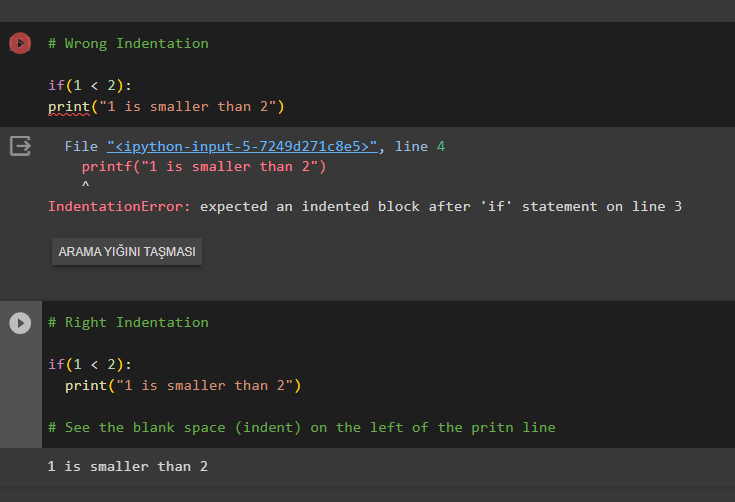 # Wrong Indentation
if(1 < 2):
print("1 is smaller than 2")
File "<ipython-input-5-7249d271c8e5>", line 4
printf("1 is smaller than 2")
^
IndentationError: expected an indented block after 'if' statement on line 3
ARAMA YIĞINI TAŞMASI
# Right Indentation
if(1 < 2):
print("1 is smaller than 2")
# See the blank space (indent) on the left of the pritn line
1 is smaller than 2